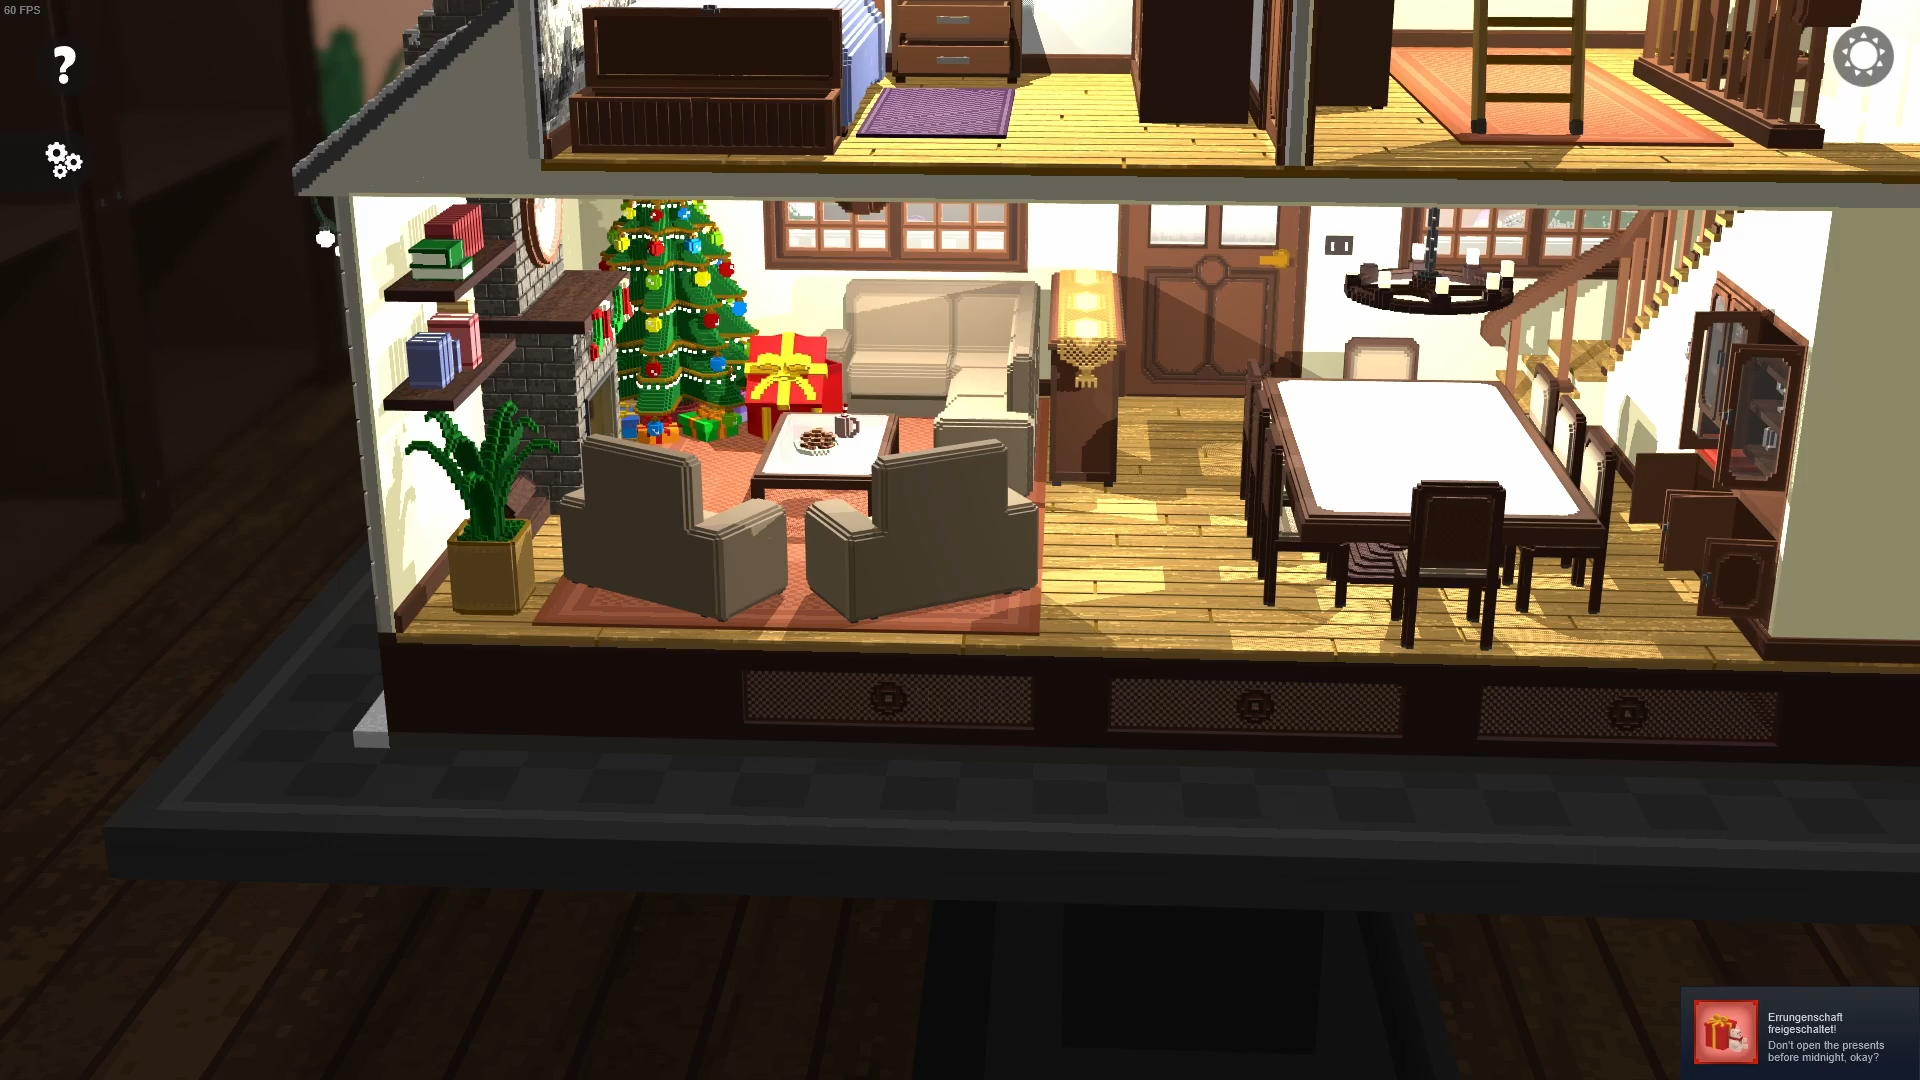 60 FPS
?
Errungenschaft
freigeschaltet!
Don't open the presents
before midnight, okay?